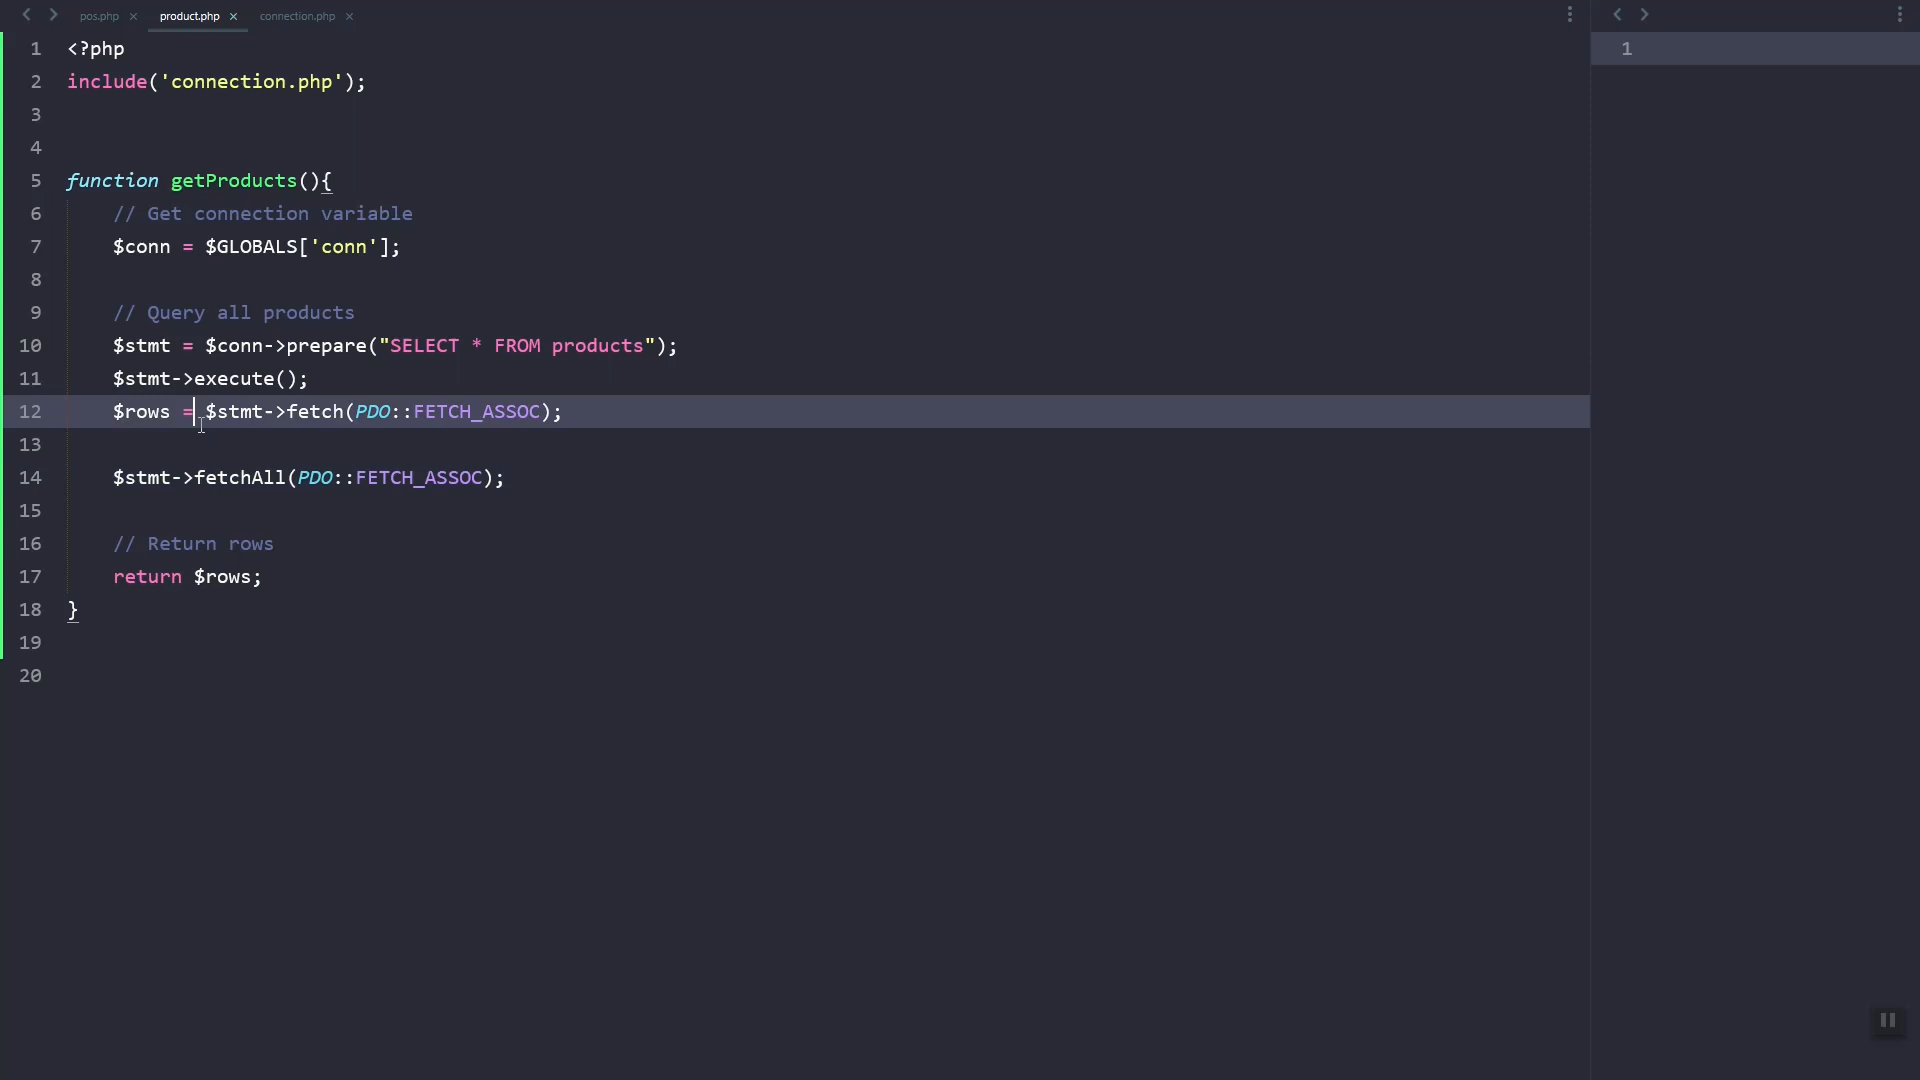 pos.php × product.php × connection.php ×
1 <?php
2 include('connection.php');
3
4
5 function getProducts(){
6 // Get connection variable
7 $conn = $GLOBALS['conn'];
8
9 // Query all products
10 $stmt = $conn->prepare("SELECT * FROM products");
11 $stmt->execute();
12 $rows = $stmt->fetch(PDO::FETCH_ASSOC);
13
14 $stmt->fetchAll(PDO::FETCH_ASSOC);
15
16 // Return rows
17 return $rows;
18 }
19
20
1